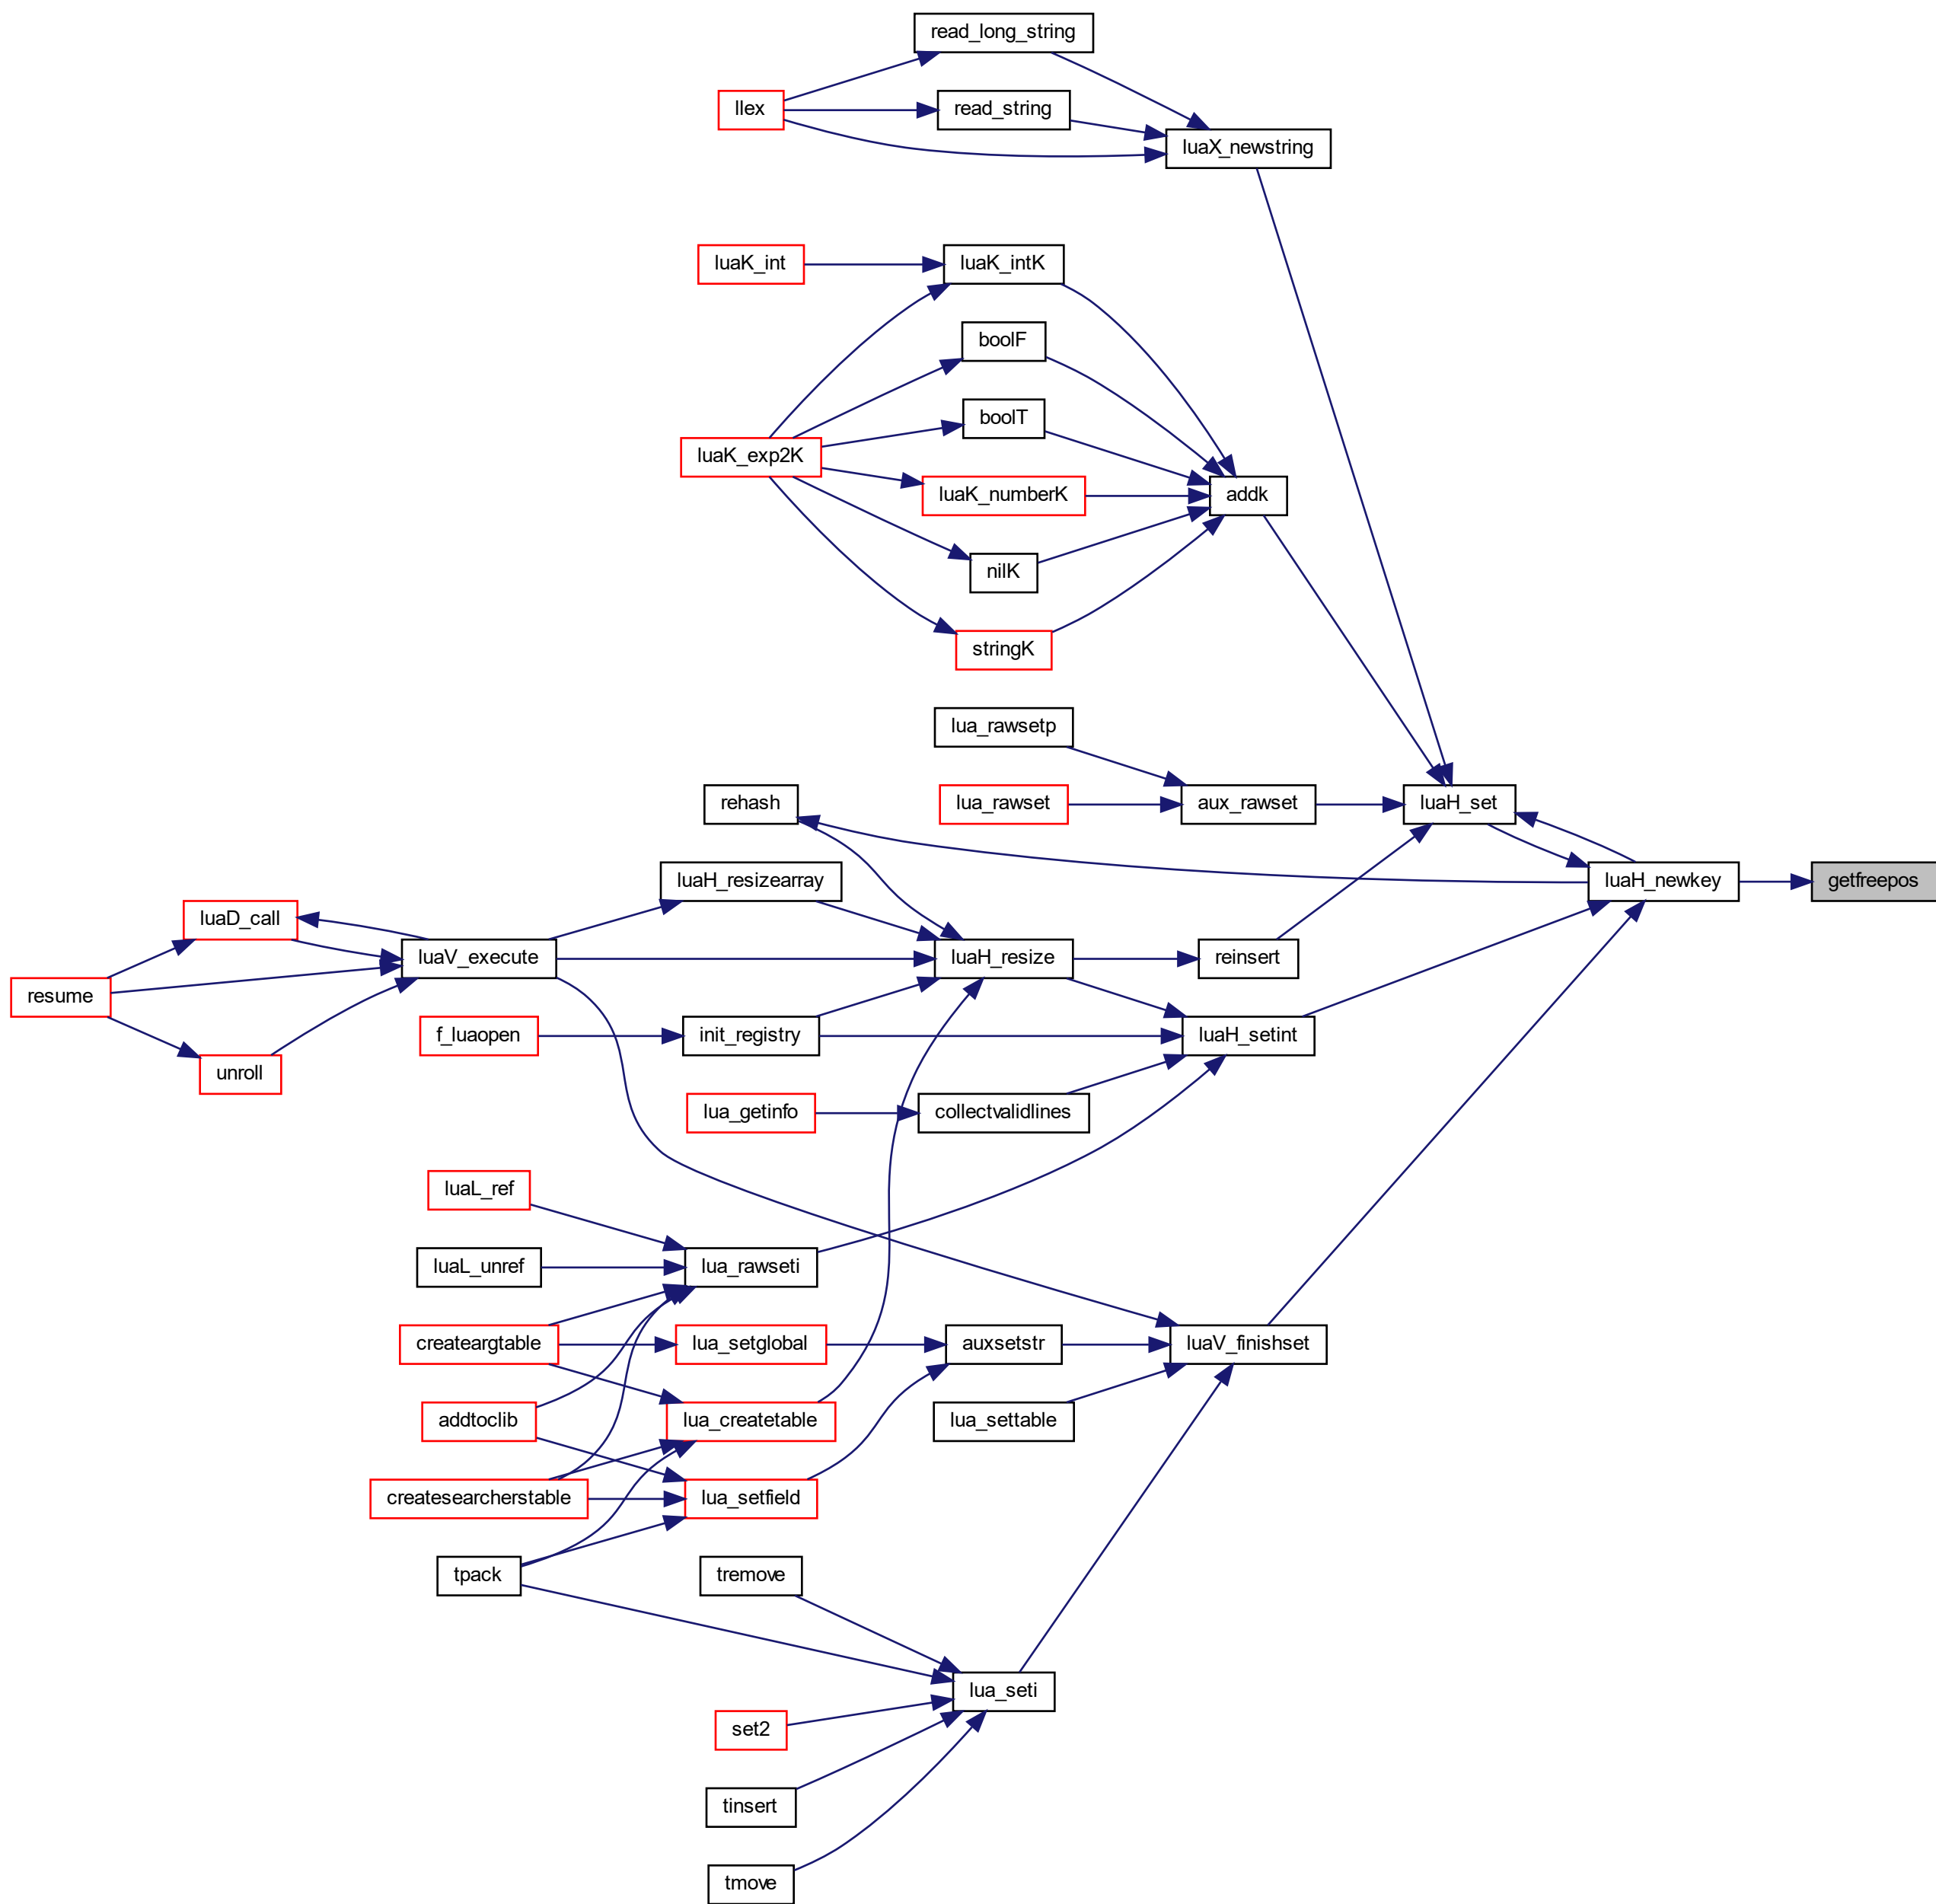 read_long_string
llex
read_string
luaX_newstring
luaK_int
luaK_intK
boolF
boolT
luaK_exp2K
luaK_numberK
addk
nilK
stringK
lua_rawsetp
rehash
lua_rawset
aux_rawset
luaH_set
luaH_resizearray
luaH_newkey
getfreepos
luaD_call
luaV_execute
luaH_resize
reinsert
resume
f_luaopen
init_registry
luaH_setint
unroll
lua_getinfo
collectvalidlines
luaL_ref
luaL_unref
lua_rawseti
createargtable
lua_setglobal
auxsetstr
luaV_finishset
addtoclib
lua_createtable
lua_settable
createsearcherstable
lua_setfield
tpack
tremove
lua_seti
set2
tinsert
tmove